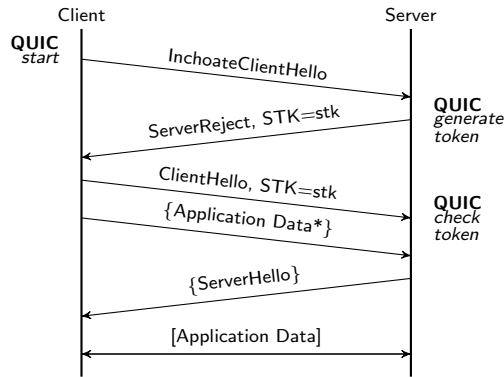 Client
Server
QUIC
start
InchoateClientHello
QUIC
generate
token
ServerReject, STK=stk
ClientHello, STK=stk
QUIC
check
token
{Application Data*}
{ServerHello}
[Application Data]